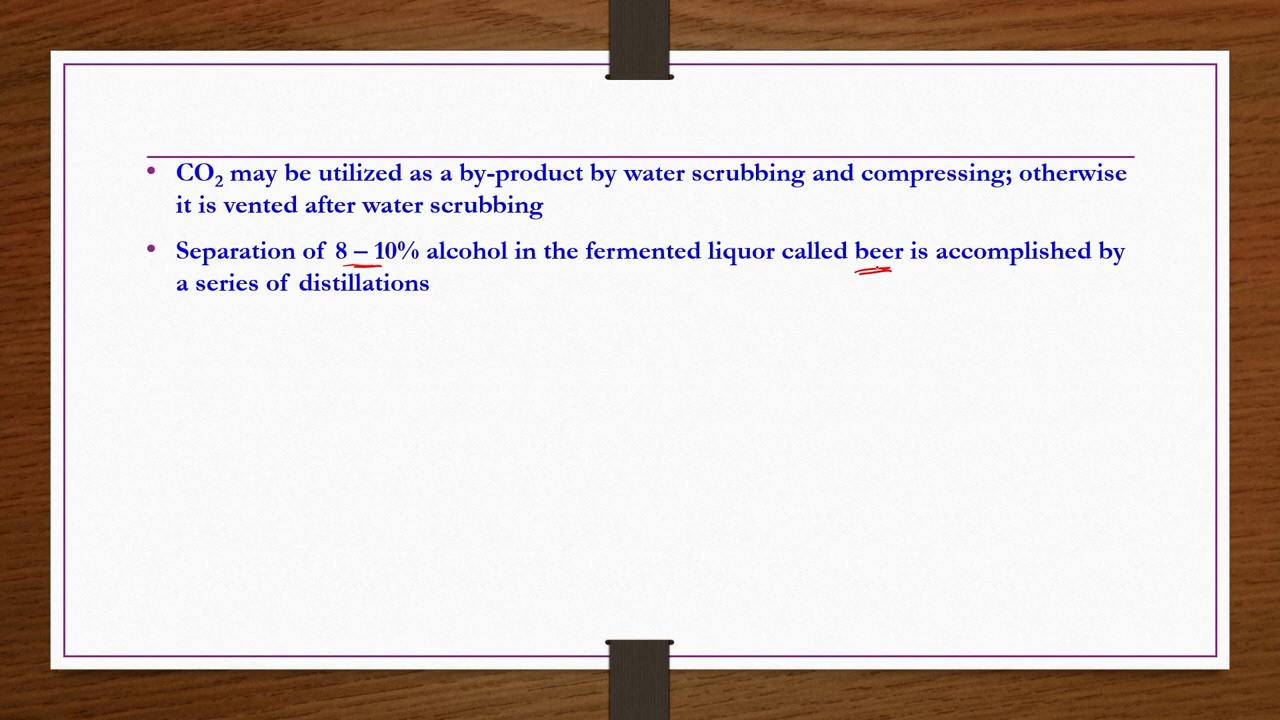 • CO₂ may be utilized as a by-product by water scrubbing and compressing; otherwise
it is vented after water scrubbing
• Separation of 8 – 10% alcohol in the fermented liquor called beer is accomplished by
a series of distillations